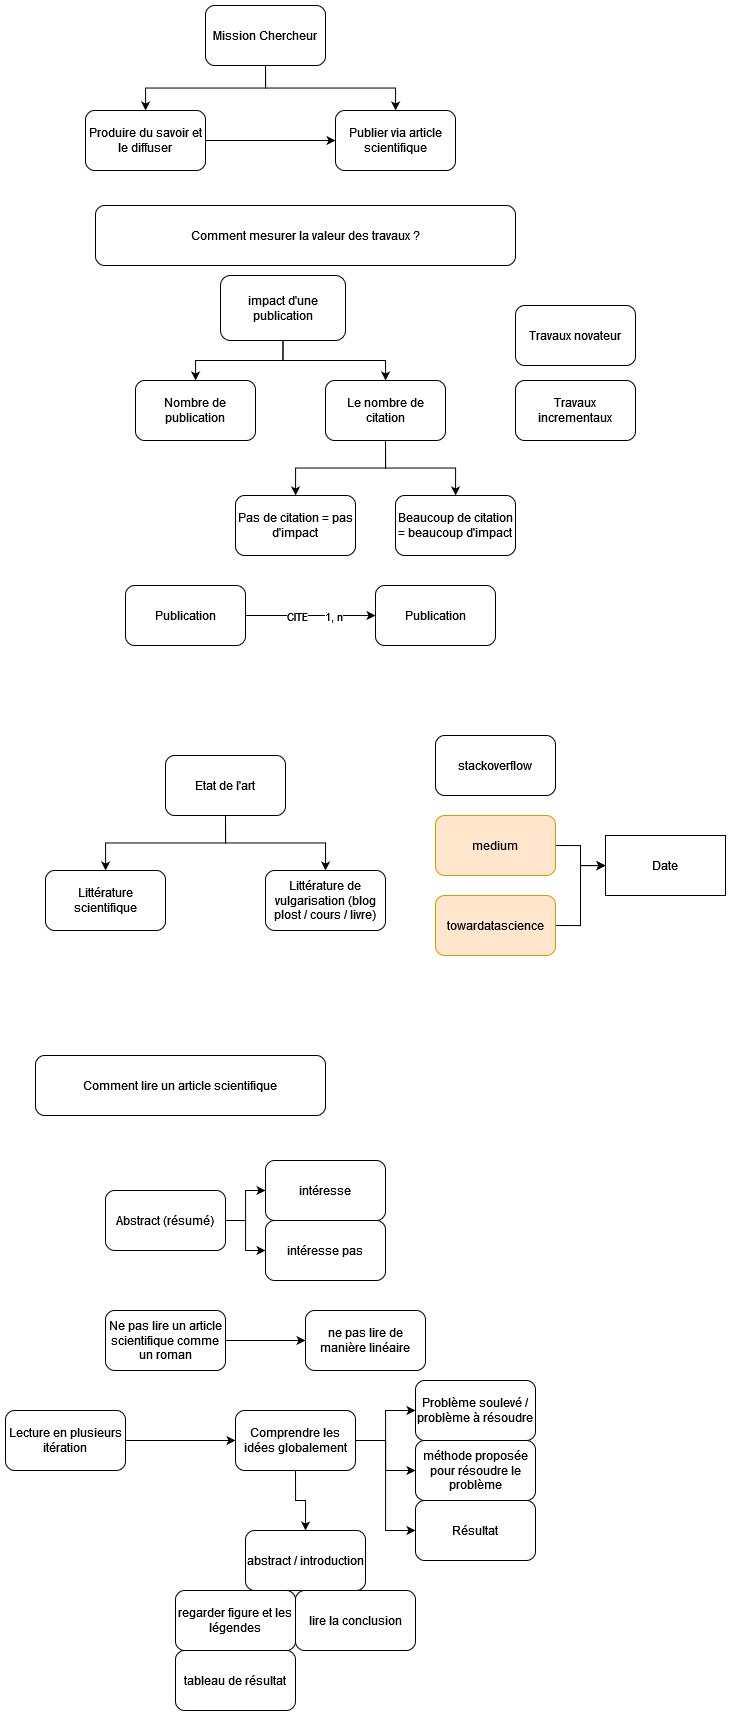 Mission Chercheur
Produire du savoir et
le diffuser
Publier via article
scientifique
Comment mesurer la valeur des travaux ?
impact d'une
publication
Travaux novateur
Nombre de
publication
Le nombre de
citation
Travaux
incrementaux
Pas de citation = pas
d'impact
Beaucoup de citation
= beaucoup d'impact
Publication
CITE
1, n
Publication
Etat de l'art
stackoverflow
medium
Date
Littérature
scientifique
Littérature de
vulgarisation (blog
plost / cours / livre)
towardatascience
Comment lire un article scientifique
Abstract (résumé)
intéresse
intéresse pas
Ne pas lire un article
scientifique comme
un roman
ne pas lire de
manière linéaire
Lecture en plusieurs
itération
Comprendre les
idées globalement
Problème soulevé /
problème à résoudre
méthode proposée
pour résoudre le
problème
Résultat
abstract / introduction
regarder figure et les
légendes
lire la conclusion
tableau de résultat